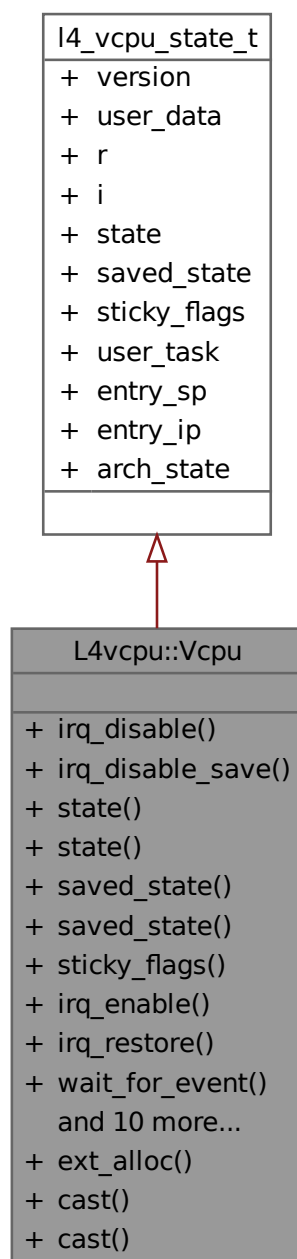 l4_vcpu_state_t
+ version
+ user_data
+ r
+ i
+ state
+ saved_state
+ sticky_flags
+ user_task
+ entry_sp
+ entry_ip
+ arch_state
L4vcpu::Vcpu
+ irq_disable()
+ irq_disable_save()
+ state()
+ state()
+ saved_state()
+ saved_state()
+ sticky_flags()
+ irq_enable()
+ irq_restore()
+ wait_for_event()
and 10 more...
+ ext_alloc()
+ cast()
+ cast()